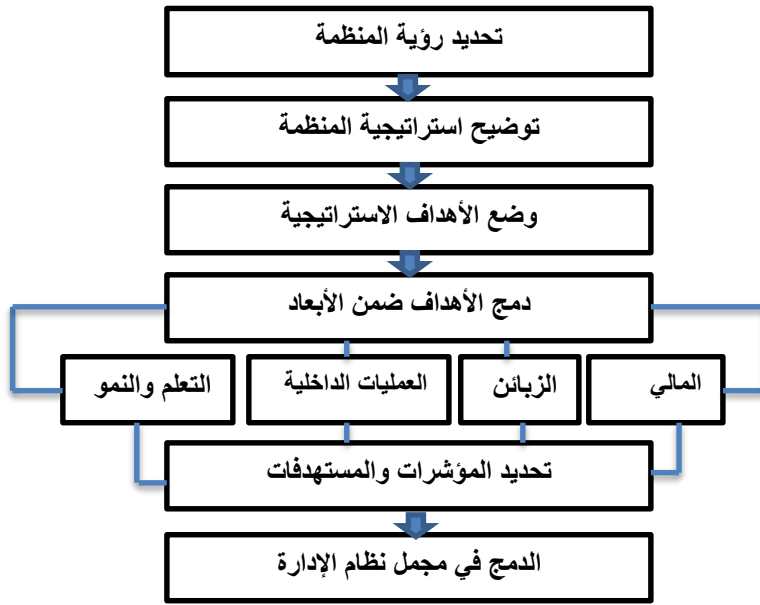 تحديد رؤية المنظمة
توضيح استراتيجية المنظمة
وضع الأهداف الاستراتيجية
دمج الأهداف ضمن الأبعاد
المالي
الزبائن
العمليات الداخلية
التعلم والنمو
تحديد المؤشرات والمستهدفات
الدمج في مجمل نظام الإدارة